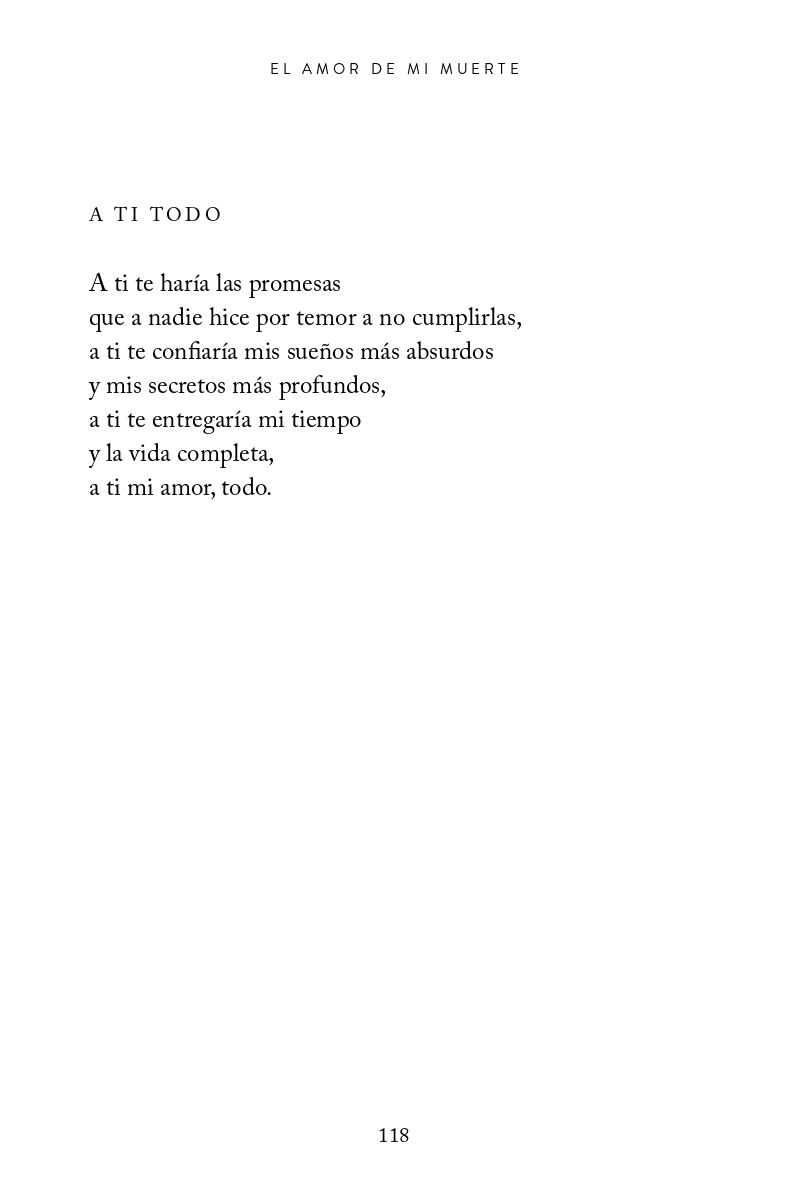 EL AMOR DE MI MUERTE
A TI TODO
A ti te haría las promesas
que a nadie hice por temor a no cumplirlas,
a ti te confiaría mis sueños más absurdos
y mis secretos más profundos,
a ti te entregaría mi tiempo
y la vida completa,
a ti mi amor, todo.
118